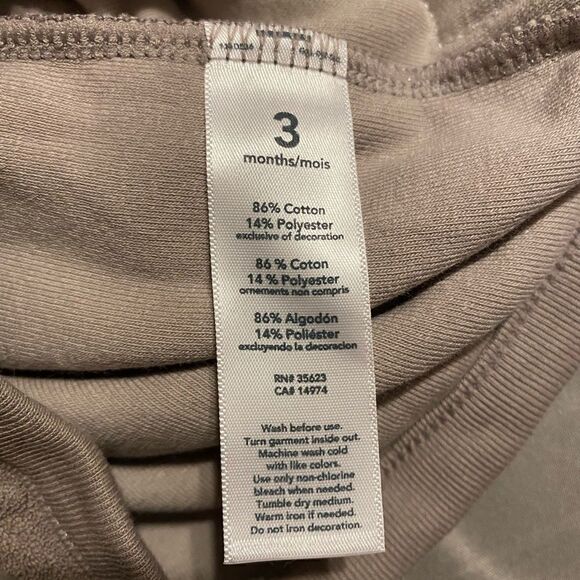 3
months/mois
86% Cotton
14% Polyester
exclusive of decoration
86 % Coton
14 % Polyester
ornements non compris
86% Algodón
14% Poliéster
excluyendo la decoracion
RN# 35623
CA# 14974
Wash before use.
Turn garment inside out.
Machine wash cold
with like colors.
Use only non-chlorine
bleach when needed.
Tumble dry medium.
Warm iron if needed.
Do not iron decoration.